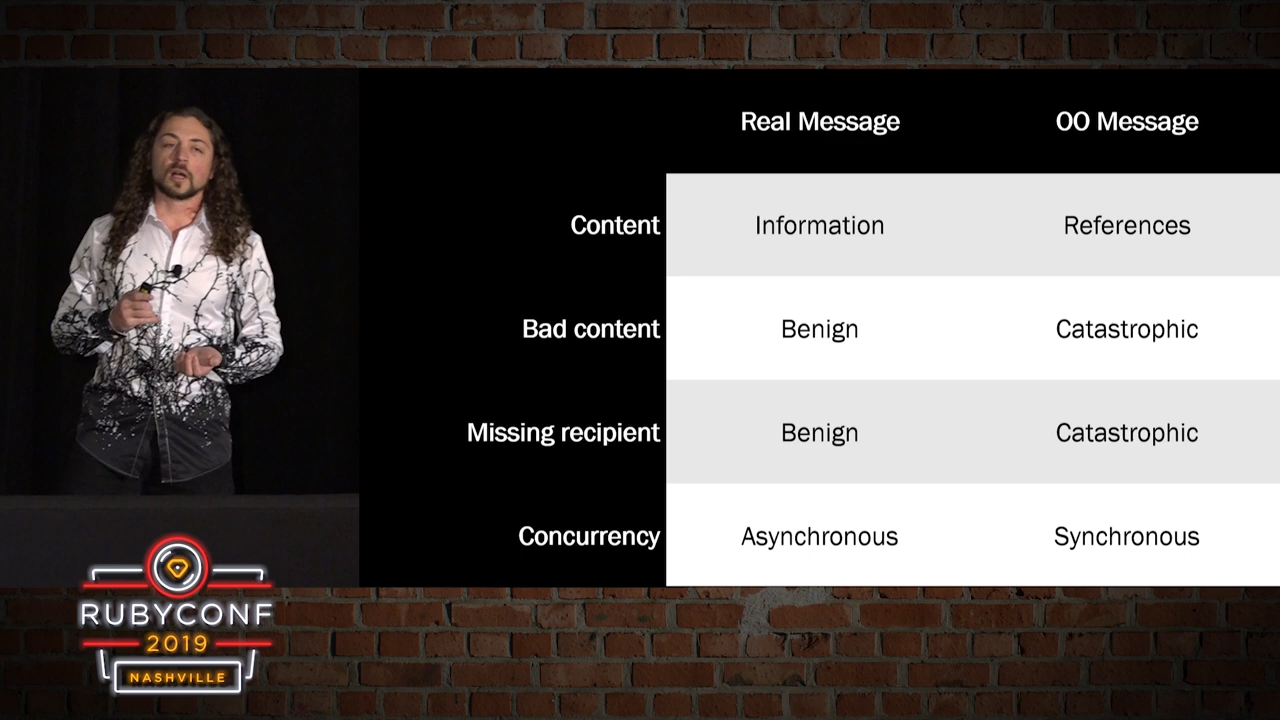 Real Message OO Message
Content Information References
Bad content Benign Catastrophic
Missing recipient Benign Catastrophic
Concurrency Asynchronous Synchronous
RUBYCONF
2019
NASHVILLE